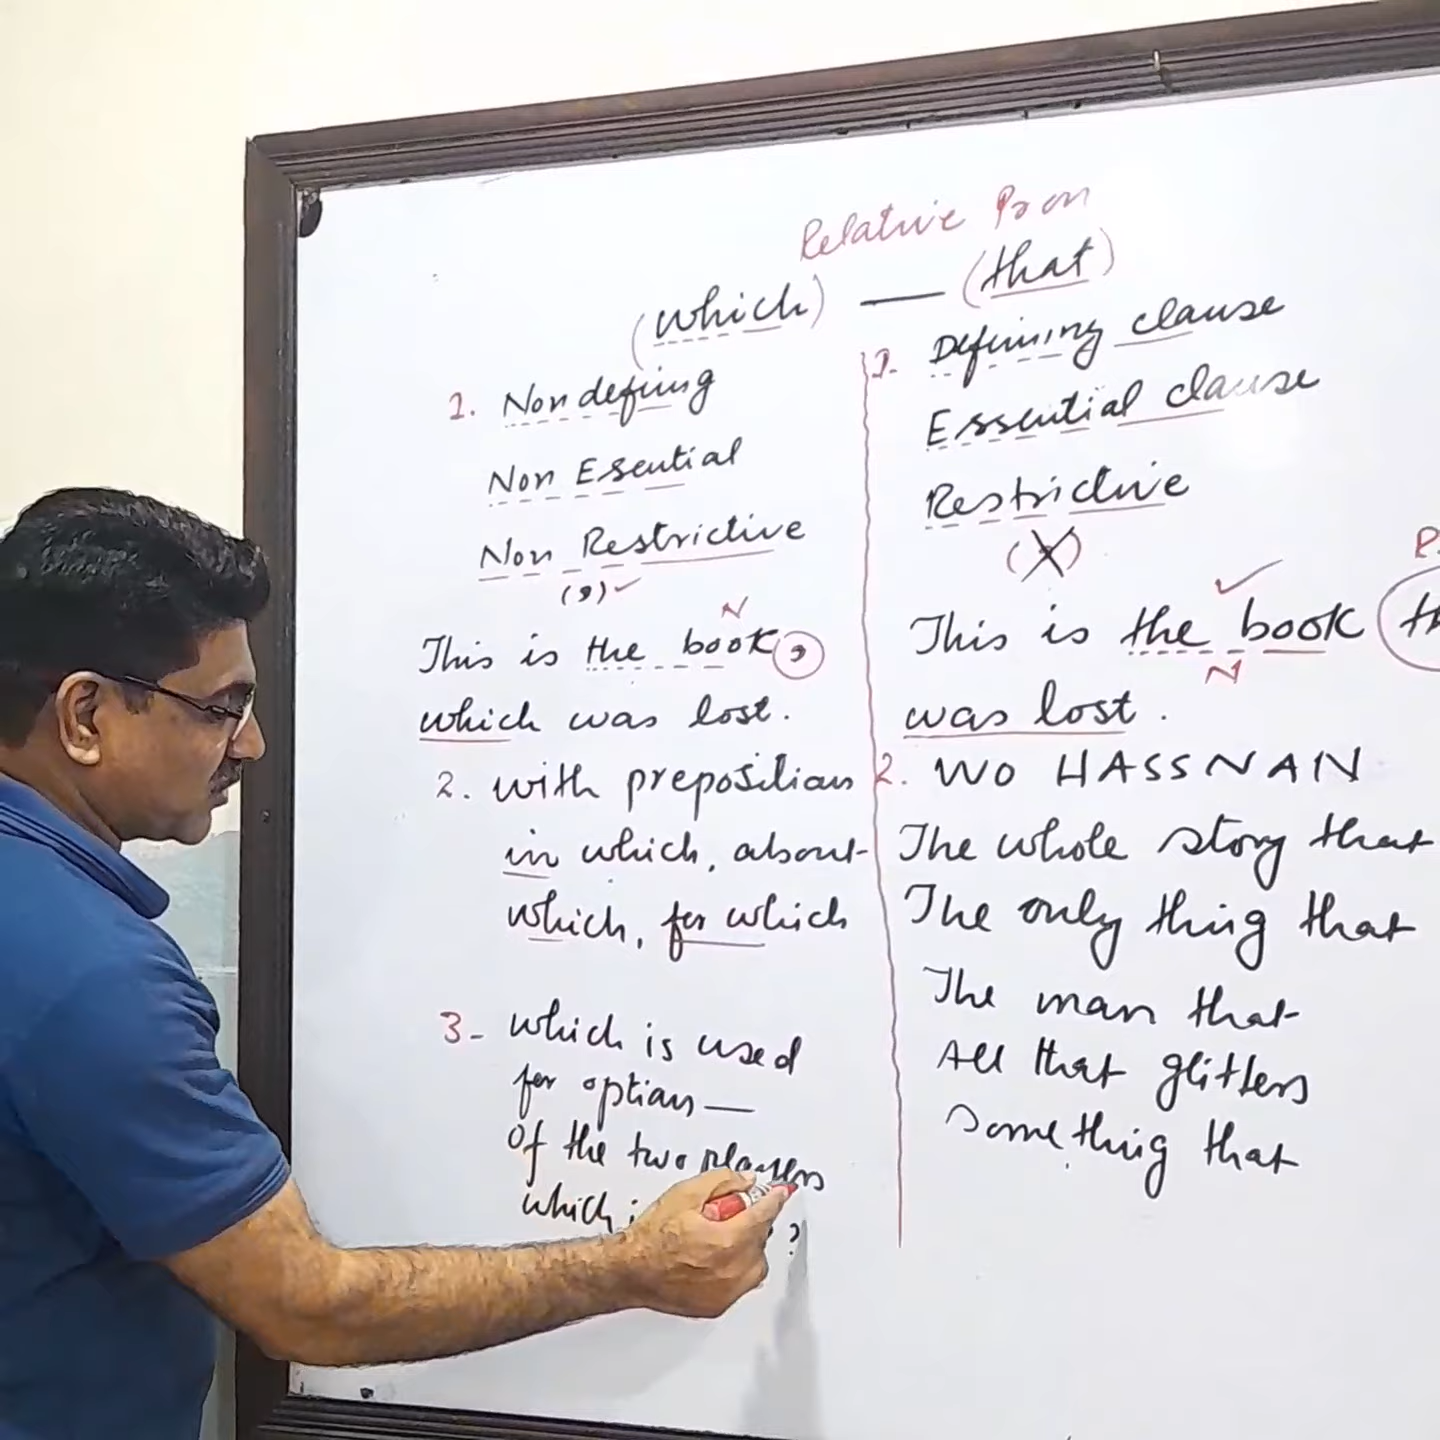 Relative Pron
(which) — (that)
1. Non defining
Non Esential
Non Restrictive
(,) ✓
N
This is the book,
which was lost.
2. with preposition
in which, about
which, for which
3- which is used
for option —
of the two
which ?
1. Defining clause
Essential clause
Restrictive
(X)
✓
This is the book
N
was lost.
2. WO HASSNAN
The whole story that
The only thing that
The man that
All that glitters
Something that